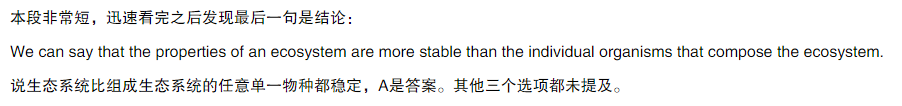 本段非常短，迅速看完之后发现最后一句是结论：
We can say that the properties of an ecosystem are more stable than the individual organisms that compose the ecosystem.
说生态系统比组成生态系统的任意单一物种都稳定，A是答案。其他三个选项都未提及。